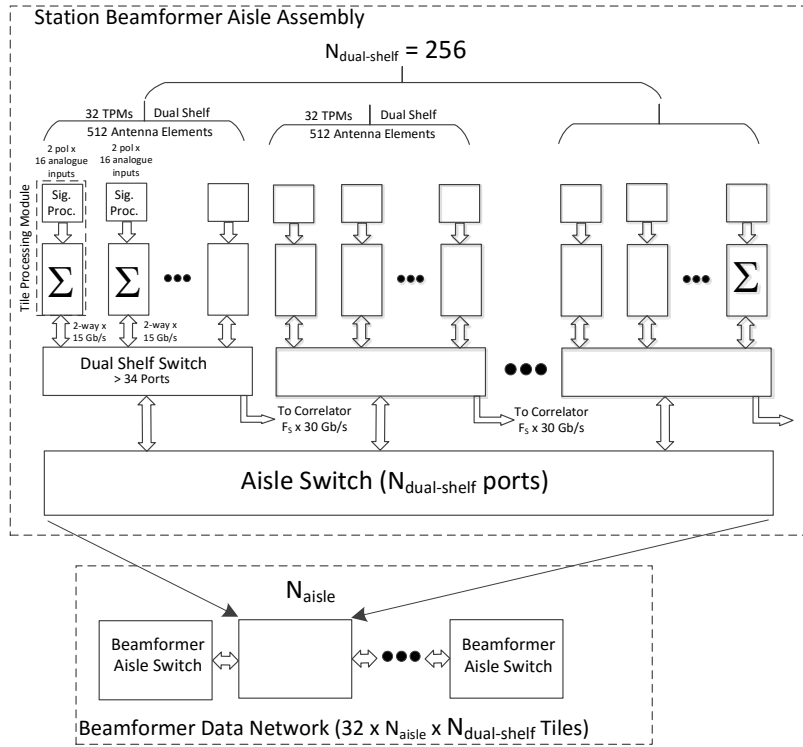 Station Beamformer Aisle Assembly
N_dual-shelf = 256
32 TPMs Dual Shelf
512 Antenna Elements
32 TPMs Dual Shelf
512 Antenna Elements
2 pol x
16 analogue
inputs
2 pol x
16 analogue
inputs
Tile Processing Module
Sig.
Proc.
Sig.
Proc.
Σ
Σ
Σ
2-way x
15 Gb/s
2-way x
15 Gb/s
Dual Shelf Switch
> 34 Ports
To Correlator
F_S x 30 Gb/s
To Correlator
F_S x 30 Gb/s
Aisle Switch (N_dual-shelf ports)
N_aisle
Beamformer
Aisle Switch
Beamformer
Aisle Switch
Beamformer Data Network (32 x N_aisle x N_dual-shelf Tiles)